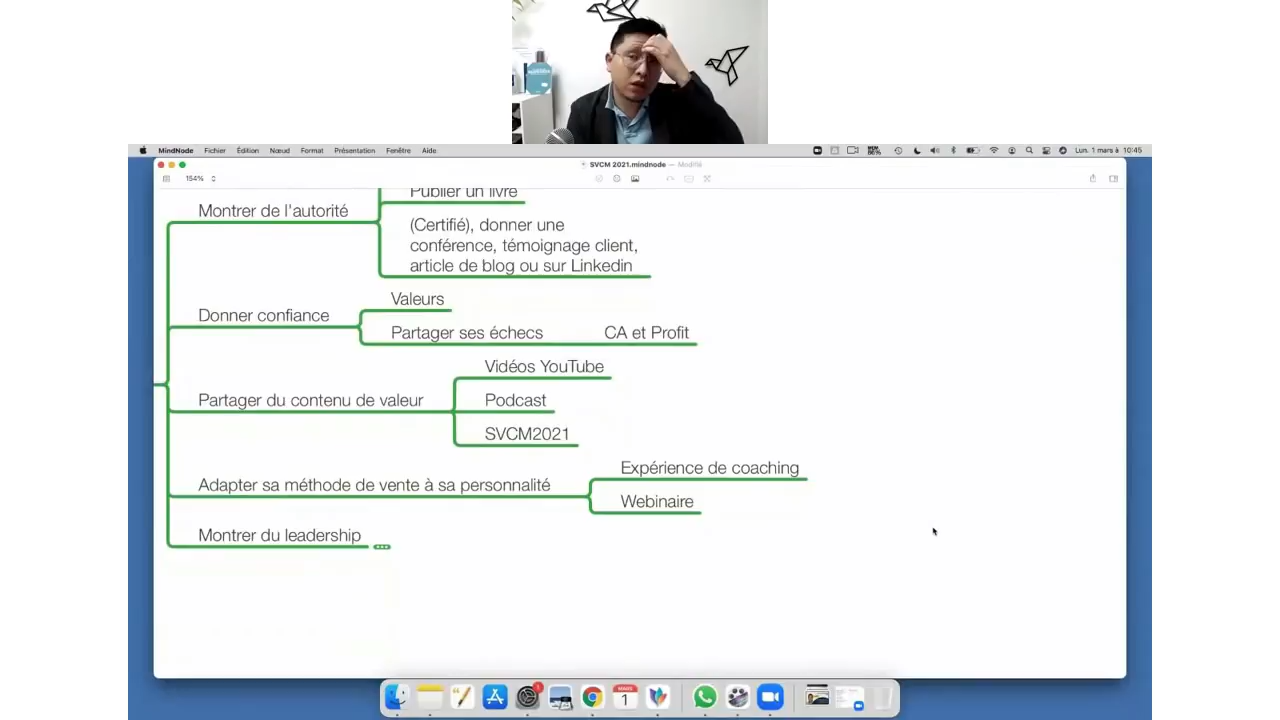 MindNode Fichier Édition Nœud Format Présentation Fenêtre Aide
Lun. 1 mars à 10:45
SVCM 2021.mindnode — Modifié
154%
Publier un livre
Montrer de l'autorité
(Certifié), donner une
conférence, témoignage client,
article de blog ou sur Linkedin
Valeurs
Donner confiance
Partager ses échecs CA et Profit
Vidéos YouTube
Partager du contenu de valeur
Podcast
SVCM2021
Expérience de coaching
Adapter sa méthode de vente à sa personnalité
Webinaire
Montrer du leadership
MARS
1